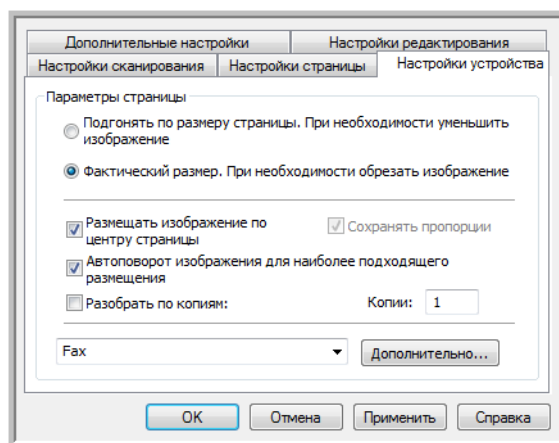 Дополнительные настройки
Настройки редактирования
Настройки сканирования
Настройки страницы
Настройки устройства
Параметры страницы
Подгонять по размеру страницы. При необходимости уменьшить
изображение
Фактический размер. При необходимости обрезать изображение
Размещать изображение по
центру страницы
Сохранять пропорции
Автоповорот изображения для наиболее подходящего
размещения
Разобрать по копиям:
Копии: 1
Fax
Дополнительно...
OK
Отмена
Применить
Справка